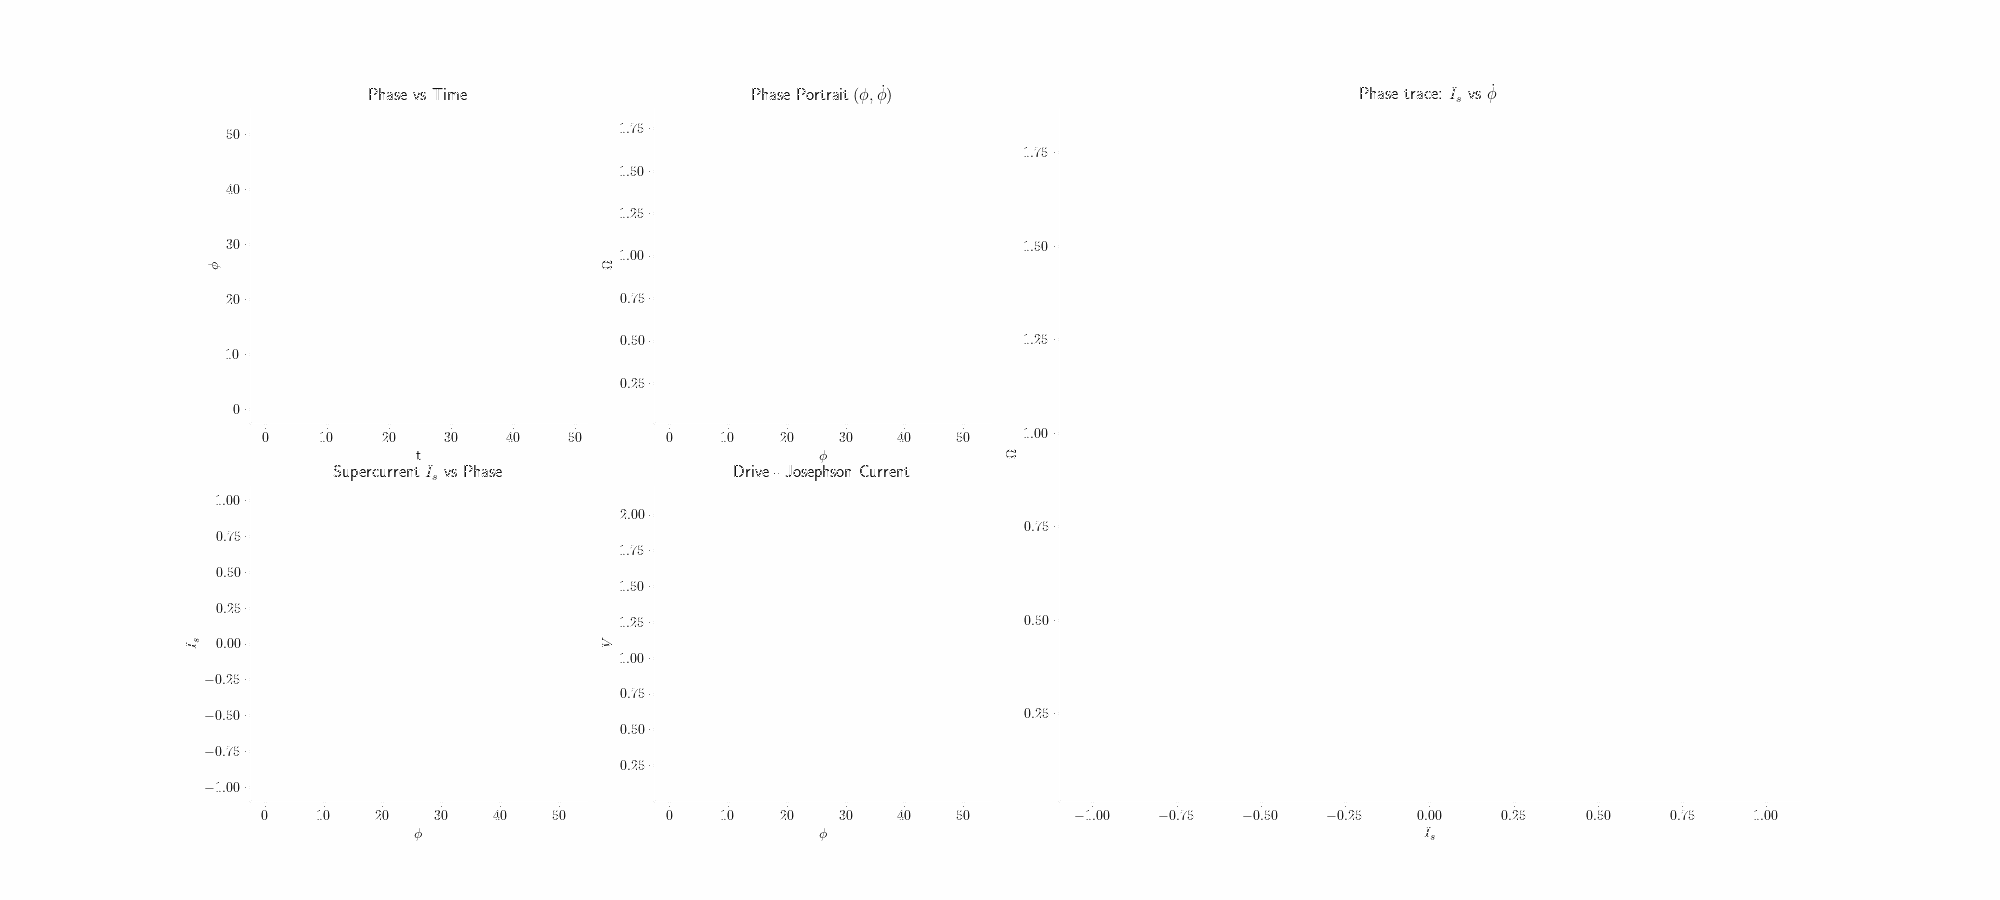 Phase vs Time
50
40
30
20
10
0
ϕ
0 10 20 30 40 50
t
Phase Portrait (ϕ, ϕ̇)
1.75
1.50
1.25
1.00
0.75
0.50
0.25
Ω
0 10 20 30 40 50
ϕ
Supercurrent I_s vs Phase
1.00
0.75
0.50
0.25
0.00
−0.25
−0.50
−0.75
−1.00
I_s
0 10 20 30 40 50
ϕ
Drive - Josephson Current
2.00
1.75
1.50
1.25
1.00
0.75
0.50
0.25
V
0 10 20 30 40 50
ϕ
Phase trace: I_s vs ϕ̇
1.75
1.50
1.25
1.00
0.75
0.50
0.25
Ω
−1.00 −0.75 −0.50 −0.25 0.00 0.25 0.50 0.75 1.00
I_s